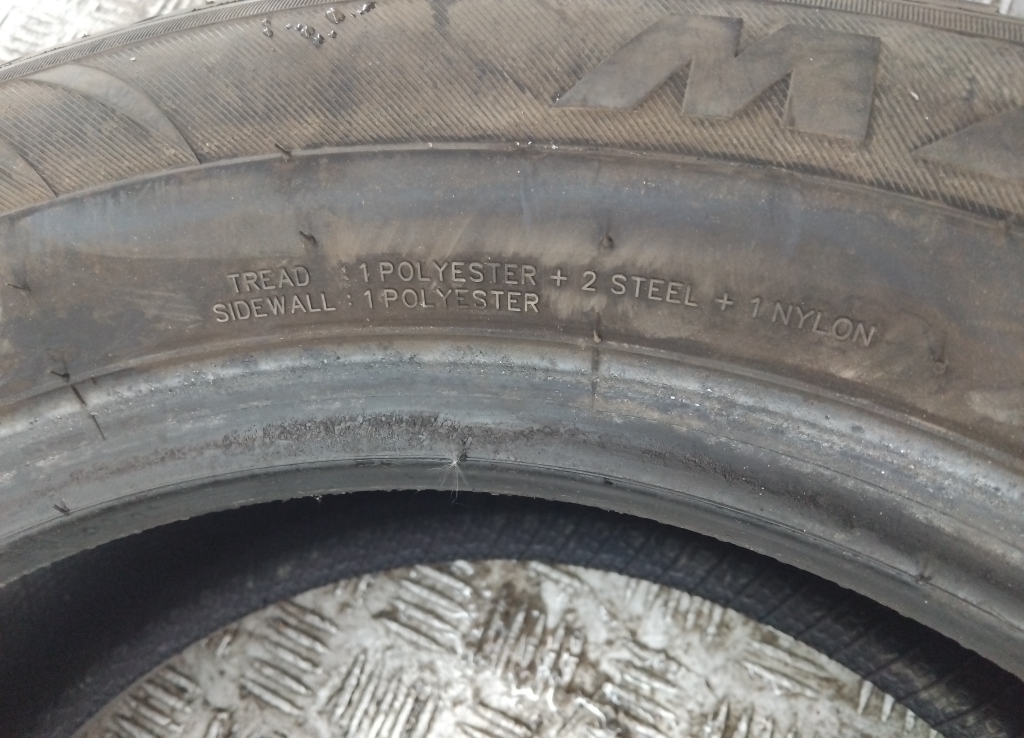 M
TREAD : 1 POLYESTER + 2 STEEL + 1 NYLON
SIDEWALL : 1 POLYESTER